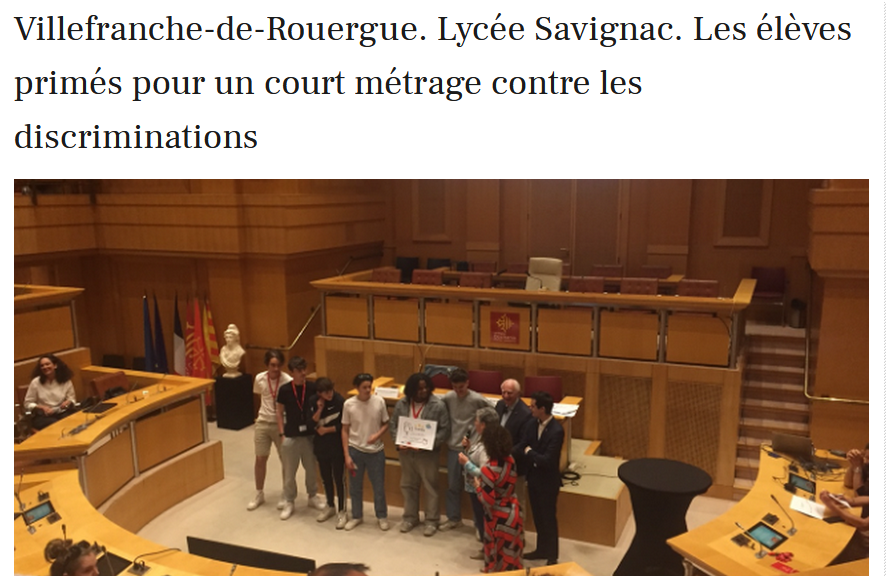 Villefranche-de-Rouergue. Lycée Savignac. Les élèves
primés pour un court métrage contre les
discriminations